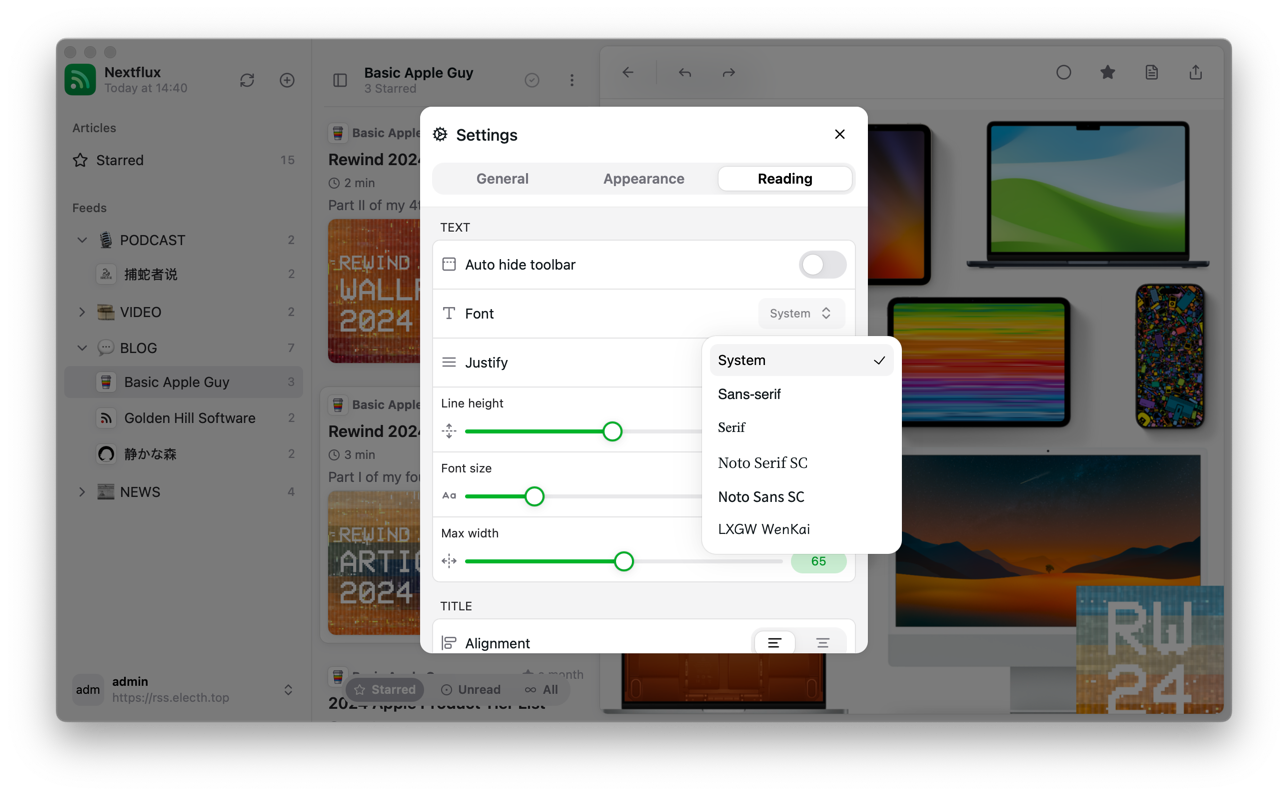 Nextflux
Today at 14:40
Articles
Starred 15
Feeds
PODCAST 2
捕蛇者说 2
VIDEO 2
BLOG 7
Basic Apple Guy 3
Golden Hill Software 2
静かな森 2
NEWS 4
adm
admin
https://rss.electh.top
Basic Apple Guy
3 Starred
Basic Apple
Rewind 2024
2 min
Part II of my 4
REWIND
WALL
2024
Basic Apple
Rewind 2024
3 min
Part I of my fou
REWIND
ARTIC
2024
month
2024 Apple Product Tier List
Starred
Unread
All
Settings
General
Appearance
Reading
TEXT
Auto hide toolbar
Font System
Justify
Line height
Font size
Aa
Max width
65
TITLE
Alignment
System
Sans-serif
Serif
Noto Serif SC
Noto Sans SC
LXGW WenKai
RW
24